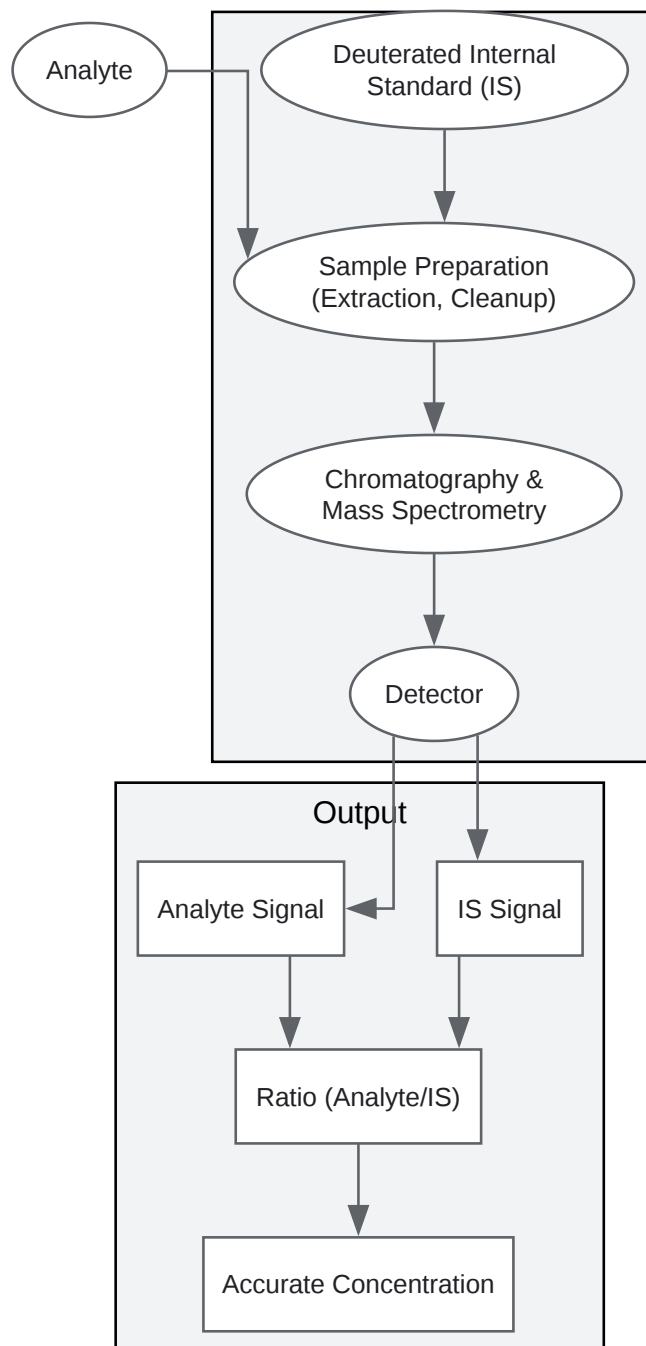 Analyte
Deuterated Internal
Standard (IS)
Sample Preparation
(Extraction, Cleanup)
Chromatography &
Mass Spectrometry
Detector
Output
Analyte Signal
IS Signal
Ratio (Analyte/IS)
Accurate Concentration